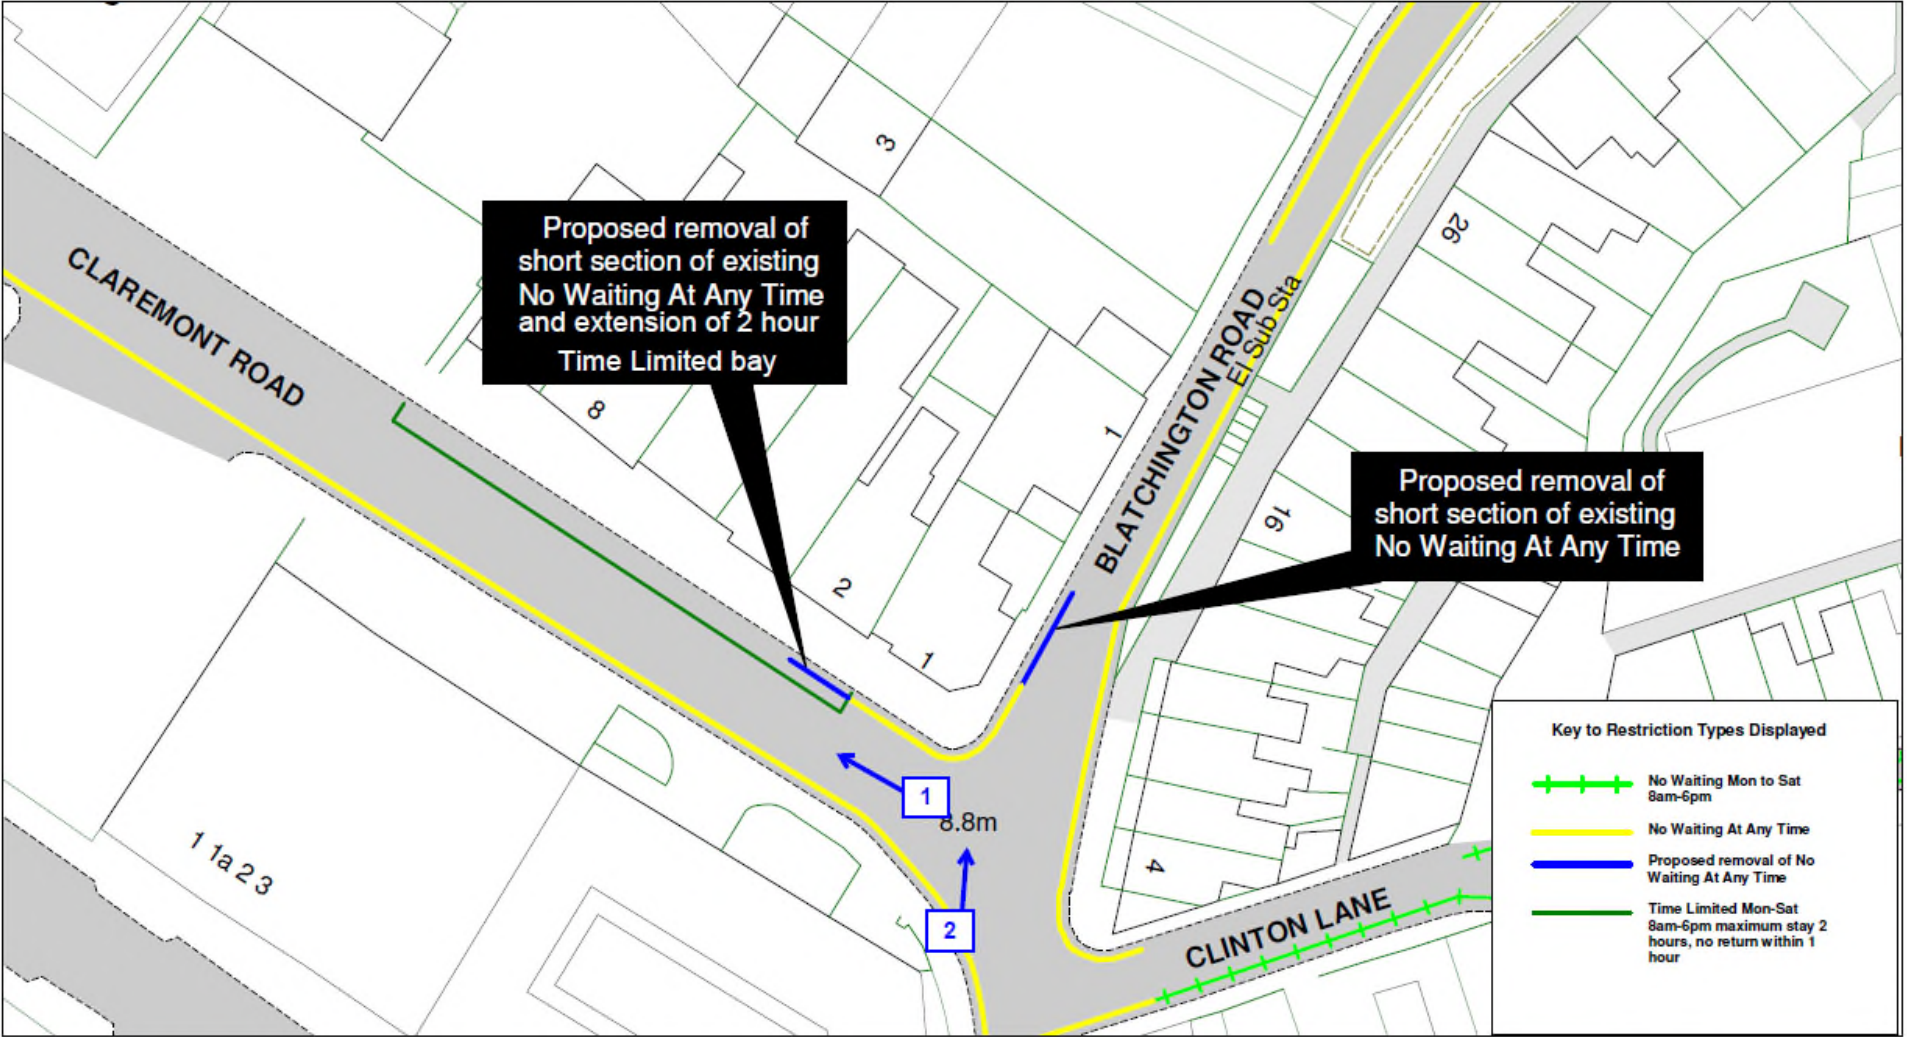 Proposed removal of
short section of existing
No Waiting At Any Time
and extension of 2 hour
Time Limited bay
CLAREMONT ROAD
3
26
8
2
1
1
BLATCHINGTON ROAD
El Sub Sta
16
Proposed removal of
short section of existing
No Waiting At Any Time
1
8.8m
2
4
1 1a 2 3
CLINTON LANE
Key to Restriction Types Displayed
No Waiting Mon to Sat
8am-6pm
No Waiting At Any Time
Proposed removal of No
Waiting At Any Time
Time Limited Mon-Sat
8am-6pm maximum stay 2
hours, no return within 1
hour